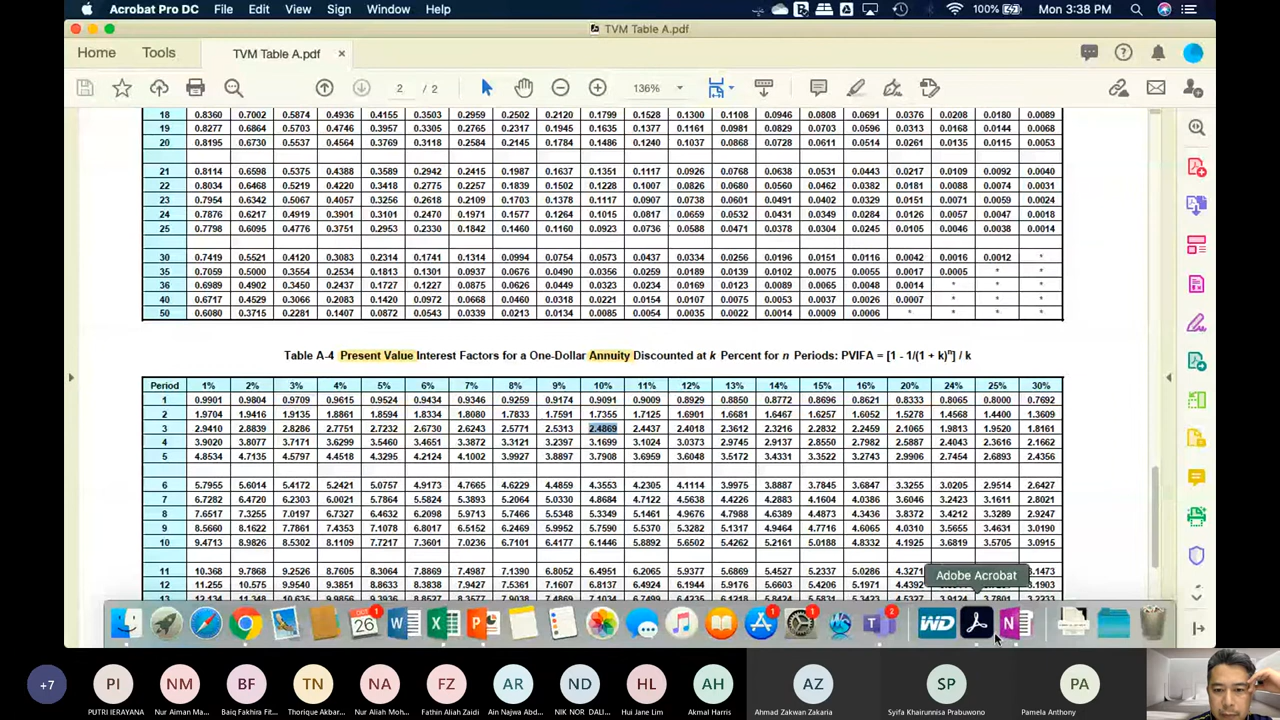 Acrobat Pro DC File Edit View Sign Window Help 100% Mon 3:38 PM
TVM Table A.pdf
Home Tools TVM Table A.pdf ×
2 / 2 136%
18 0.8360 0.7002 0.5874 0.4936 0.4155 0.3503 0.2959 0.2502 0.2120 0.1799 0.1528 0.1300 0.1108 0.0946 0.0808 0.0691 0.0376 0.0208 0.0180 0.0089
19 0.8277 0.6864 0.5703 0.4746 0.3957 0.3305 0.2765 0.2317 0.1945 0.1635 0.1377 0.1161 0.0981 0.0829 0.0703 0.0596 0.0313 0.0168 0.0144 0.0068
20 0.8195 0.6730 0.5537 0.4564 0.3769 0.3118 0.2584 0.2145 0.1784 0.1486 0.1240 0.1037 0.0868 0.0728 0.0611 0.0514 0.0261 0.0135 0.0115 0.0053
21 0.8114 0.6598 0.5375 0.4388 0.3589 0.2942 0.2415 0.1987 0.1637 0.1351 0.1117 0.0926 0.0768 0.0638 0.0531 0.0443 0.0217 0.0109 0.0092 0.0040
22 0.8034 0.6468 0.5219 0.4220 0.3418 0.2775 0.2257 0.1839 0.1502 0.1228 0.1007 0.0826 0.0680 0.0560 0.0462 0.0382 0.0181 0.0088 0.0074 0.0031
23 0.7954 0.6342 0.5067 0.4057 0.3256 0.2618 0.2109 0.1703 0.1378 0.1117 0.0907 0.0738 0.0601 0.0491 0.0402 0.0329 0.0151 0.0071 0.0059 0.0024
24 0.7876 0.6217 0.4919 0.3901 0.3101 0.2470 0.1971 0.1577 0.1264 0.1015 0.0817 0.0659 0.0532 0.0431 0.0349 0.0284 0.0126 0.0057 0.0047 0.0018
25 0.7798 0.6095 0.4776 0.3751 0.2953 0.2330 0.1842 0.1460 0.1160 0.0923 0.0736 0.0588 0.0471 0.0378 0.0304 0.0245 0.0105 0.0046 0.0038 0.0014
30 0.7419 0.5521 0.4120 0.3083 0.2314 0.1741 0.1314 0.0994 0.0754 0.0573 0.0437 0.0334 0.0256 0.0196 0.0151 0.0116 0.0042 0.0016 0.0012 *
35 0.7059 0.5000 0.3554 0.2534 0.1813 0.1301 0.0937 0.0676 0.0490 0.0356 0.0259 0.0189 0.0139 0.0102 0.0075 0.0055 0.0017 0.0005 * *
36 0.6989 0.4902 0.3450 0.2437 0.1727 0.1227 0.0875 0.0626 0.0449 0.0323 0.0234 0.0169 0.0123 0.0089 0.0065 0.0048 0.0014 * * *
40 0.6717 0.4529 0.3066 0.2083 0.1420 0.0972 0.0668 0.0460 0.0318 0.0221 0.0154 0.0107 0.0075 0.0053 0.0037 0.0026 0.0007 * * *
50 0.6080 0.3715 0.2281 0.1407 0.0872 0.0543 0.0339 0.0213 0.0134 0.0085 0.0054 0.0035 0.0022 0.0014 0.0009 0.0006 * * * *
Table A-4 Present Value Interest Factors for a One-Dollar Annuity Discounted at k Percent for n Periods: PVIFA = [1 - 1/(1 + k)ⁿ] / k
Period 1% 2% 3% 4% 5% 6% 7% 8% 9% 10% 11% 12% 13% 14% 15% 16% 20% 24% 25% 30%
1 0.9901 0.9804 0.9709 0.9615 0.9524 0.9434 0.9346 0.9259 0.9174 0.9091 0.9009 0.8929 0.8850 0.8772 0.8696 0.8621 0.8333 0.8065 0.8000 0.7692
2 1.9704 1.9416 1.9135 1.8861 1.8594 1.8334 1.8080 1.7833 1.7591 1.7355 1.7125 1.6901 1.6681 1.6467 1.6257 1.6052 1.5278 1.4568 1.4400 1.3609
3 2.9410 2.8839 2.8286 2.7751 2.7232 2.6730 2.6243 2.5771 2.5313 2.4869 2.4437 2.4018 2.3612 2.3216 2.2832 2.2459 2.1065 1.9813 1.9520 1.8161
4 3.9020 3.8077 3.7171 3.6299 3.5460 3.4651 3.3872 3.3121 3.2397 3.1699 3.1024 3.0373 2.9745 2.9137 2.8550 2.7982 2.5887 2.4043 2.3616 2.1662
5 4.8534 4.7135 4.5797 4.4518 4.3295 4.2124 4.1002 3.9927 3.8897 3.7908 3.6959 3.6048 3.5172 3.4331 3.3522 3.2743 2.9906 2.7454 2.6893 2.4356
6 5.7955 5.6014 5.4172 5.2421 5.0757 4.9173 4.7665 4.6229 4.4859 4.3553 4.2305 4.1114 3.9975 3.8887 3.7845 3.6847 3.3255 3.0205 2.9514 2.6427
7 6.7282 6.4720 6.2303 6.0021 5.7864 5.5824 5.3893 5.2064 5.0330 4.8684 4.7122 4.5638 4.4226 4.2883 4.1604 4.0386 3.6046 3.2423 3.1611 2.8021
8 7.6517 7.3255 7.0197 6.7327 6.4632 6.2098 5.9713 5.7466 5.5348 5.3349 5.1461 4.9676 4.7988 4.6389 4.4873 4.3436 3.8372 3.4212 3.3289 2.9247
9 8.5660 8.1622 7.7861 7.4353 7.1078 6.8017 6.5152 6.2469 5.9952 5.7590 5.5370 5.3282 5.1317 4.9464 4.7716 4.6065 4.0310 3.5655 3.4631 3.0190
10 9.4713 8.9826 8.5302 8.1109 7.7217 7.3601 7.0236 6.7101 6.4177 6.1446 5.8892 5.6502 5.4262 5.2161 5.0188 4.8332 4.1925 3.6819 3.5705 3.0915
11 10.368 9.7868 9.2526 8.7605 8.3064 7.8869 7.4987 7.1390 6.8052 6.4951 6.2065 5.9377 5.6869 5.4527 5.2337 5.0286 4.3271
12 11.255 10.575 9.9540 9.3851 8.8633 8.3838 7.9427 7.5361 7.1607 6.8137 6.4924 6.1944 5.9176 5.6603 5.4206 5.1971 4.4392
Adobe Acrobat
OCT 26 1 1 1 2 WD
+7 PI NM BF TN NA FZ AR ND HL AH AZ SP PA
PUTRI IERAYANA Nur Aiman Ma... Baiq Fakhira Fit... Thorique Akbar... Nur Aliah Moh... Fathin Aliah Zaidi Ain Najwa Abd... NIK NOR DALI... Hui Jane Lim Akmal Harris Ahmad Zakwan Zakaria Syifa Khairunnisa Prabuwono Pamela Anthony